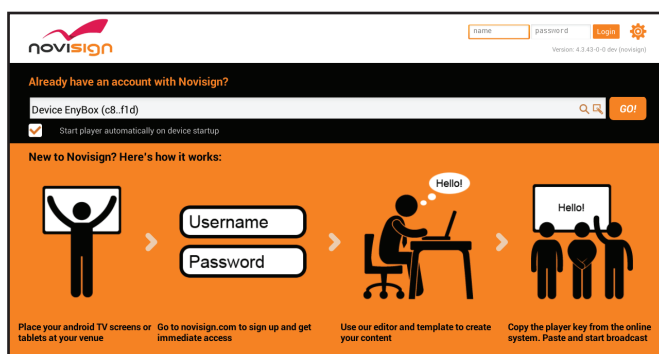 novisign
name
password
Login
Version: 4.3.43-0-0 dev (novisign)
Already have an account with Novisign?
Device EnyBox (c8..f1d)
GO!
Start player automatically on device startup
New to Novisign? Here's how it works:
Hello!
Hello!
Username
Password
Place your android TV screens or
tablets at your venue
Go to novisign.com to sign up and get
immediate access
Use our editor and template to create
your content
Copy the player key from the online
system. Paste and start broadcast